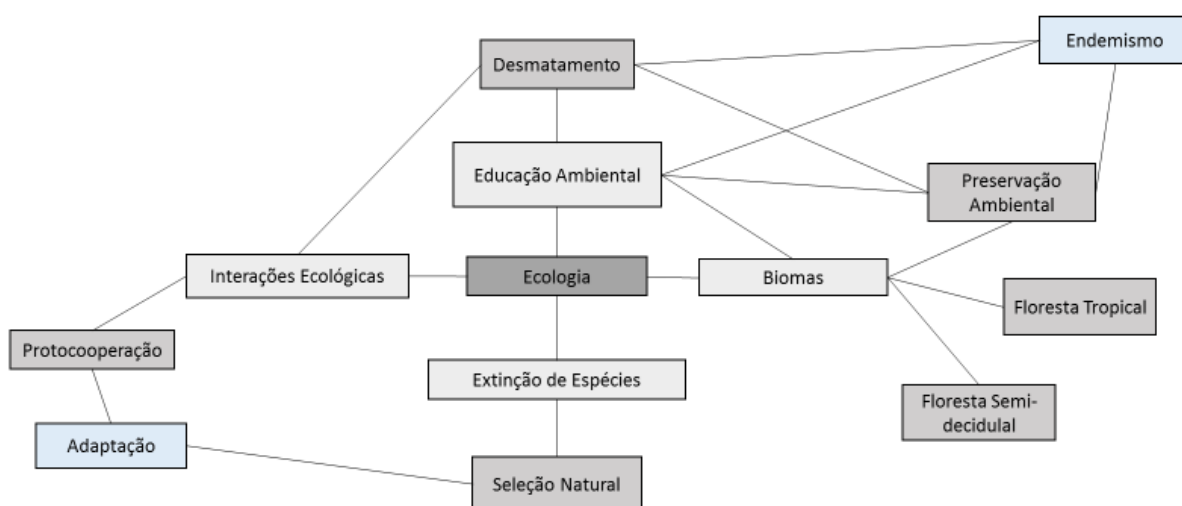 Endemismo
Desmatamento
Educação Ambiental
Preservação
Ambiental
Interações Ecológicas
Ecologia
Biomas
Floresta Tropical
Protocooperação
Extinção de Espécies
Floresta Semi-
decidulal
Adaptação
Seleção Natural